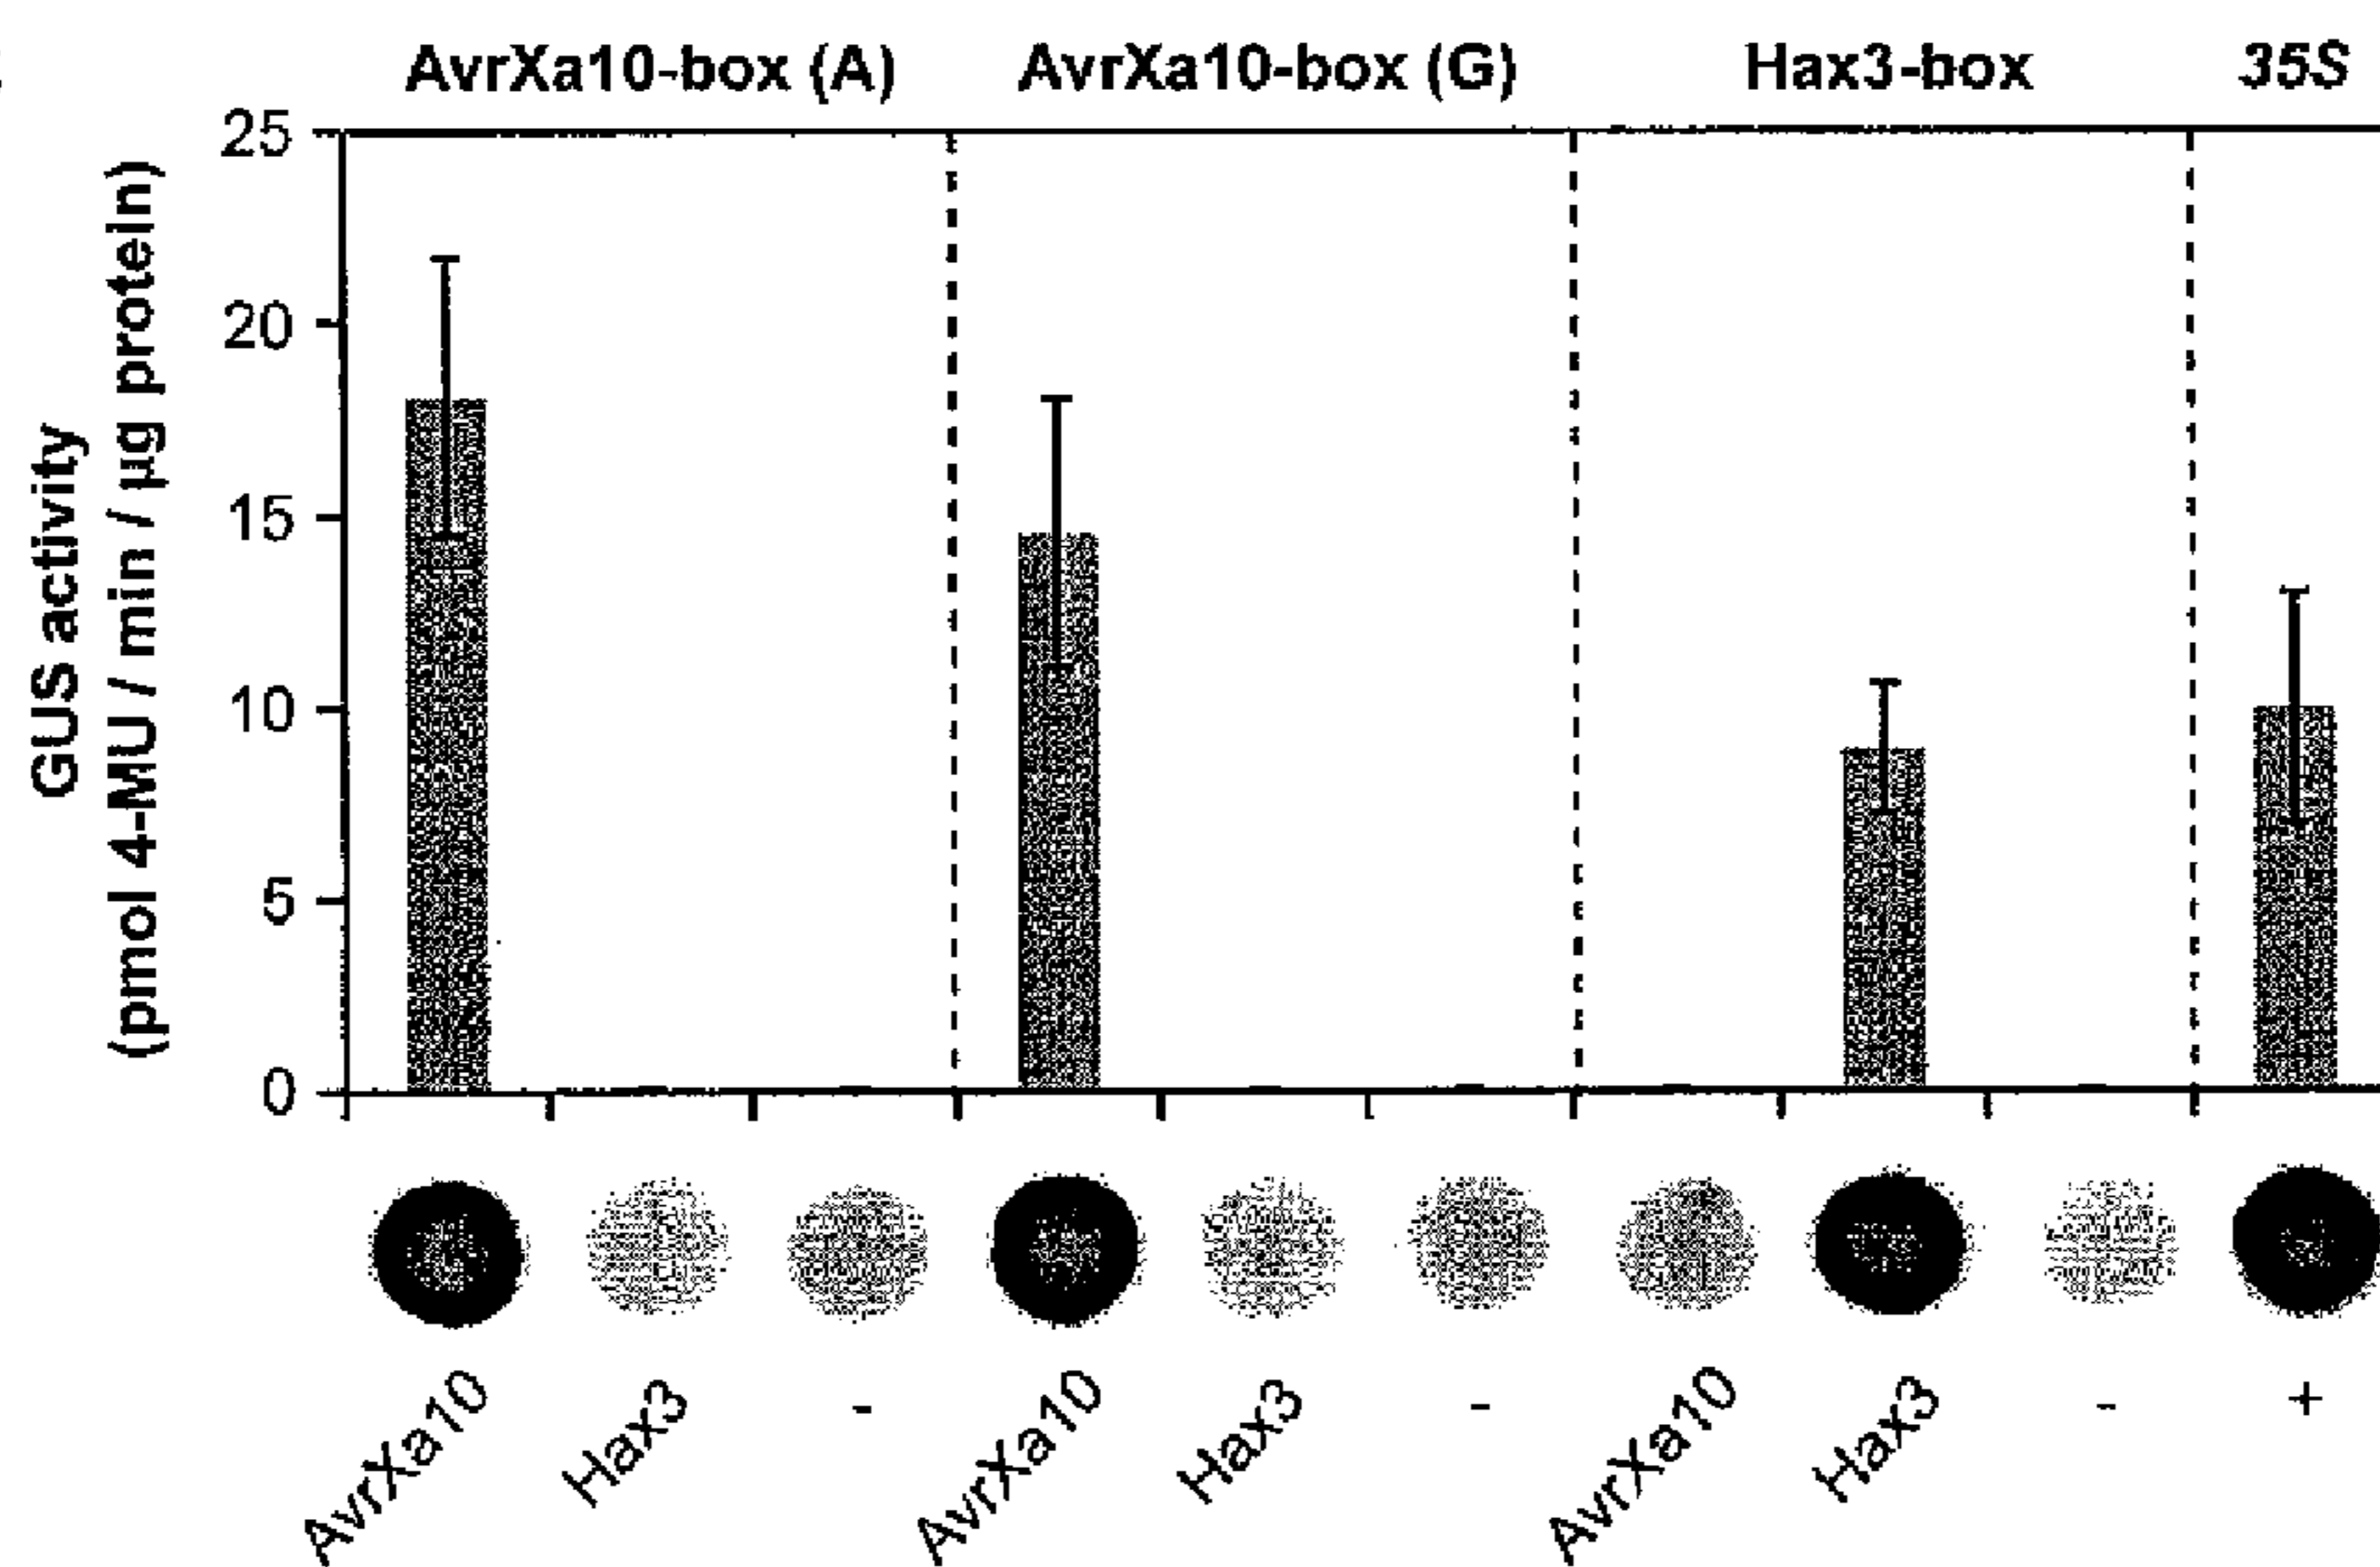 AvrXa10-box (A) AvrXa10-box (G) Hax3-box 35S
GUS activity
(pmol 4-MU / min / µg protein)
25
20
15
10
5
0
AvrXa10 Hax3 - AvrXa10 Hax3 - AvrXa10 Hax3 - +